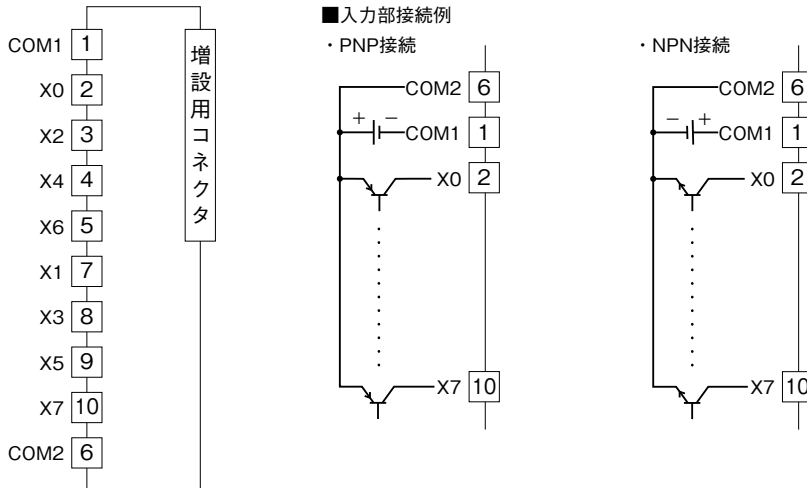 COM1 1
X0 2
X2 3
X4 4
X6 5
X1 7
X3 8
X5 9
X7 10
COM2 6
増設用コネクタ
■入力部接続例
・PNP接続
COM2 6
+ −
COM1 1
X0 2
X7 10
・NPN接続
COM2 6
− +
COM1 1
X0 2
X7 10